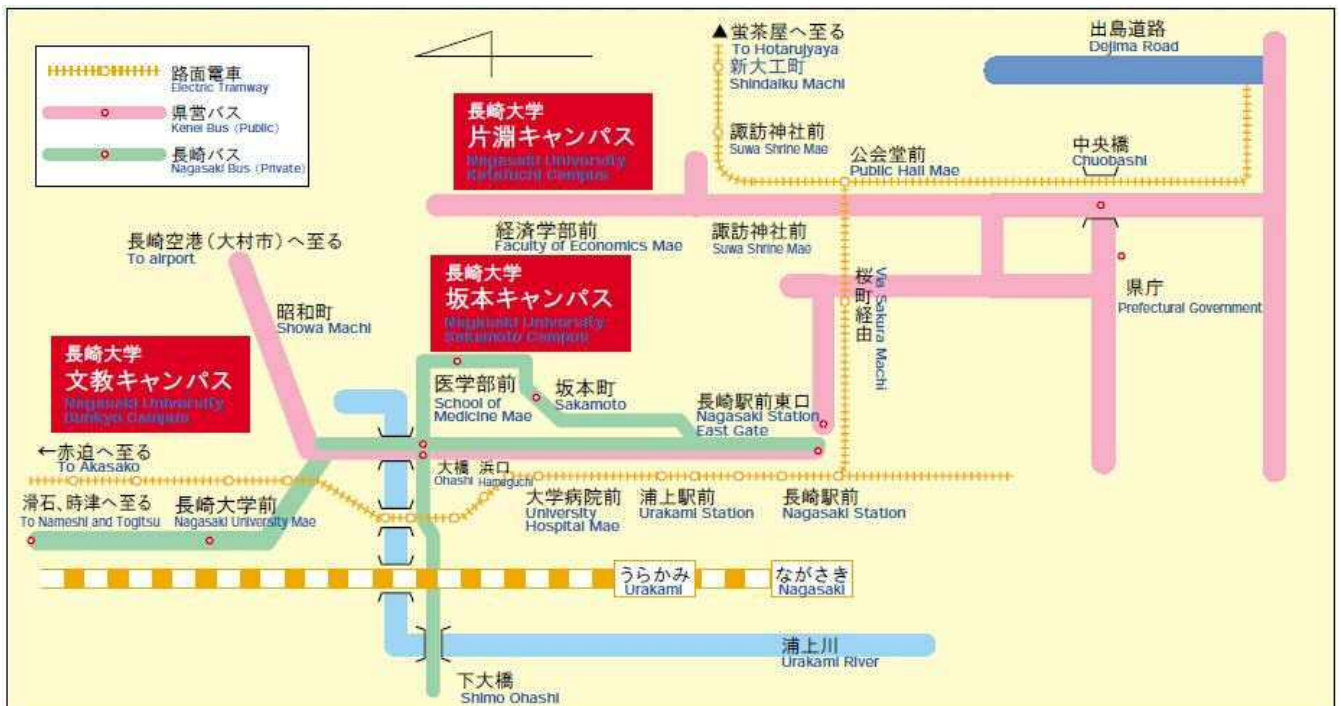 路面電車
Electric Tramway
県営バス
Kenei Bus (Public)
長崎バス
Nagasaki Bus (Private)
▲蛍茶屋へ至る
To Hotarujyaya
新大工町
Shindaiku Machi
出島道路
Dejima Road
長崎大学
片淵キャンパス
Nagasaki University
Katafuchi Campus
諏訪神社前
Suwa Shrine Mae
公会堂前
Public Hall Mae
中央橋
Chuobashi
長崎空港(大村市)へ至る
To airport
経済学部前
Faculty of Economics Mae
諏訪神社前
Suwa Shrine Mae
長崎大学
坂本キャンパス
Nagasaki University
Sakamoto Campus
桜町経由
Via Sakura Machi
県庁
Prefectural Government
昭和町
Showa Machi
長崎大学
文教キャンパス
Nagasaki University
Bunkyo Campus
医学部前
School of
Medicine Mae
坂本町
Sakamoto
長崎駅前東口
Nagasaki Station
East Gate
←赤迫へ至る
To Akasako
大橋
Ohashi
浜口
Hamaguchi
滑石、時津へ至る
To Nameshi and Togitsu
長崎大学前
Nagasaki University Mae
大学病院前
University
Hospital Mae
浦上駅前
Urakami Station
長崎駅前
Nagasaki Station
うらかみ
Urakami
ながさき
Nagasaki
浦上川
Urakami River
下大橋
Shimo Ohashi